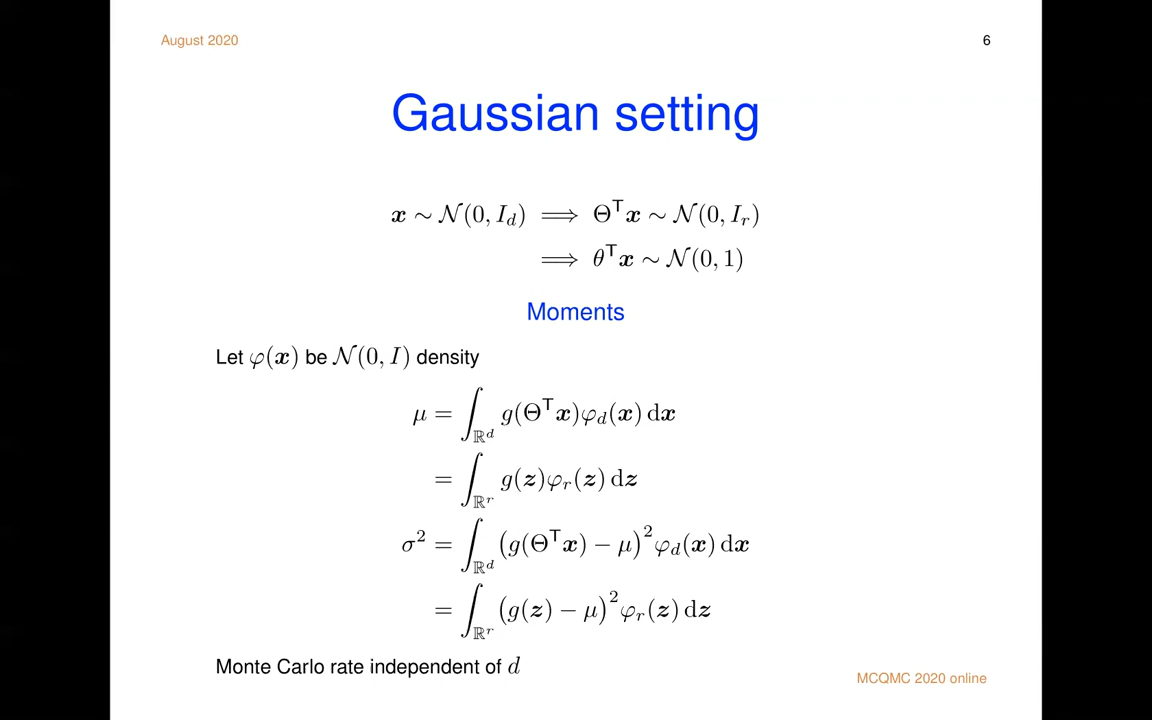 August 2020
6
Gaussian setting
𝒙 ∼ 𝒩(0, I_d) ⟹ Θ^T 𝒙 ∼ 𝒩(0, I_r)
⟹ θ^T 𝒙 ∼ 𝒩(0, 1)
Moments
Let φ(𝒙) be 𝒩(0, I) density
μ = ∫_{ℝ^d} g(Θ^T 𝒙)φ_d(𝒙) d𝒙
= ∫_{ℝ^r} g(𝒛)φ_r(𝒛) d𝒛
σ² = ∫_{ℝ^d} (g(Θ^T 𝒙) − μ)² φ_d(𝒙) d𝒙
= ∫_{ℝ^r} (g(𝒛) − μ)² φ_r(𝒛) d𝒛
Monte Carlo rate independent of d
MCQMC 2020 online